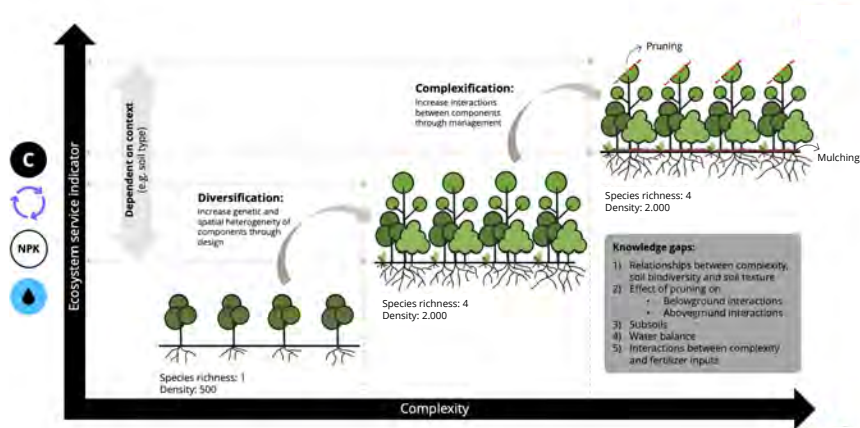 Pruning
Complexification:
Increase interactions
between components
through management
Mulching
Species richness: 4
Density: 2.000
Ecosystem service indicator
Dependent on context
(e.g. soil type)
C
NPK
Diversification:
Increase genetic and
spatial heterogeneity of
components through
design
Species richness: 4
Density: 2.000
Knowledge gaps:
1) Relationships between complexity,
soil biodiversity and soil texture
2) Effect of pruning on
• Belowground interactions
• Aboveground interactions
3) Subsoils
4) Water balance
5) Interactions between complexity
and fertilizer inputs
Species richness: 1
Density: 500
Complexity